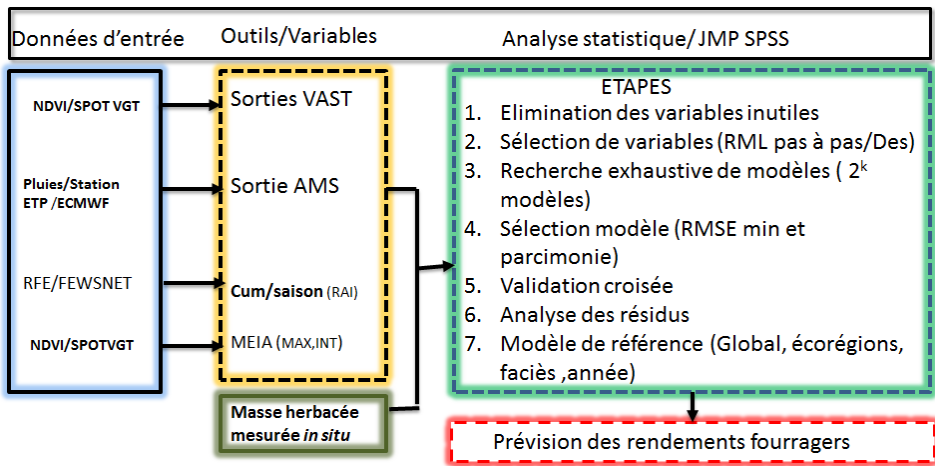 Données d'entrée
Outils/Variables
Analyse statistique/ JMP SPSS
NDVI/SPOT VGT
Pluies/Station
ETP /ECMWF
RFE/FEWSNET
NDVI/SPOTVGT
Sorties VAST
Sortie AMS
Cum/saison (RAI)
MEIA (MAX,INT)
Masse herbacée
mesurée in situ
ETAPES
1. Elimination des variables inutiles
2. Sélection de variables (RML pas à pas/Des)
3. Recherche exhaustive de modèles ( 2k
modèles)
4. Sélection modèle (RMSE min et
parcimonie)
5. Validation croisée
6. Analyse des résidus
7. Modèle de référence (Global, écorégions,
faciès ,année)
Prévision des rendements fourragers